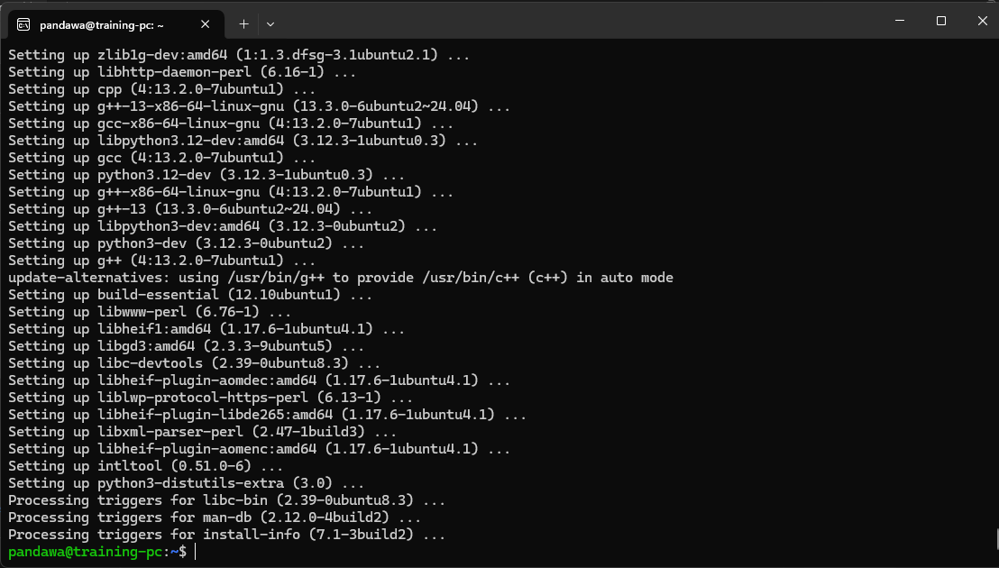 pandawa@training-pc: ~
Setting up zlib1g-dev:amd64 (1:1.3.dfsg-3.1ubuntu2.1) ...
Setting up libhttp-daemon-perl (6.16-1) ...
Setting up cpp (4:13.2.0-7ubuntu1) ...
Setting up g++-13-x86-64-linux-gnu (13.3.0-6ubuntu2~24.04) ...
Setting up gcc-x86-64-linux-gnu (4:13.2.0-7ubuntu1) ...
Setting up libpython3.12-dev:amd64 (3.12.3-1ubuntu0.3) ...
Setting up gcc (4:13.2.0-7ubuntu1) ...
Setting up python3.12-dev (3.12.3-1ubuntu0.3) ...
Setting up g++-x86-64-linux-gnu (4:13.2.0-7ubuntu1) ...
Setting up g++-13 (13.3.0-6ubuntu2~24.04) ...
Setting up libpython3-dev:amd64 (3.12.3-0ubuntu2) ...
Setting up python3-dev (3.12.3-0ubuntu2) ...
Setting up g++ (4:13.2.0-7ubuntu1) ...
update-alternatives: using /usr/bin/g++ to provide /usr/bin/c++ (c++) in auto mode
Setting up build-essential (12.10ubuntu1) ...
Setting up libwww-perl (6.76-1) ...
Setting up libheif1:amd64 (1.17.6-1ubuntu4.1) ...
Setting up libgd3:amd64 (2.3.3-9ubuntu5) ...
Setting up libc-devtools (2.39-0ubuntu8.3) ...
Setting up libheif-plugin-aomdec:amd64 (1.17.6-1ubuntu4.1) ...
Setting up liblwp-protocol-https-perl (6.13-1) ...
Setting up libheif-plugin-libde265:amd64 (1.17.6-1ubuntu4.1) ...
Setting up libxml-parser-perl (2.47-1build3) ...
Setting up libheif-plugin-aomenc:amd64 (1.17.6-1ubuntu4.1) ...
Setting up intltool (0.51.0-6) ...
Setting up python3-distutils-extra (3.0) ...
Processing triggers for libc-bin (2.39-0ubuntu8.3) ...
Processing triggers for man-db (2.12.0-4build2) ...
Processing triggers for install-info (7.1-3build2) ...
pandawa@training-pc:~$